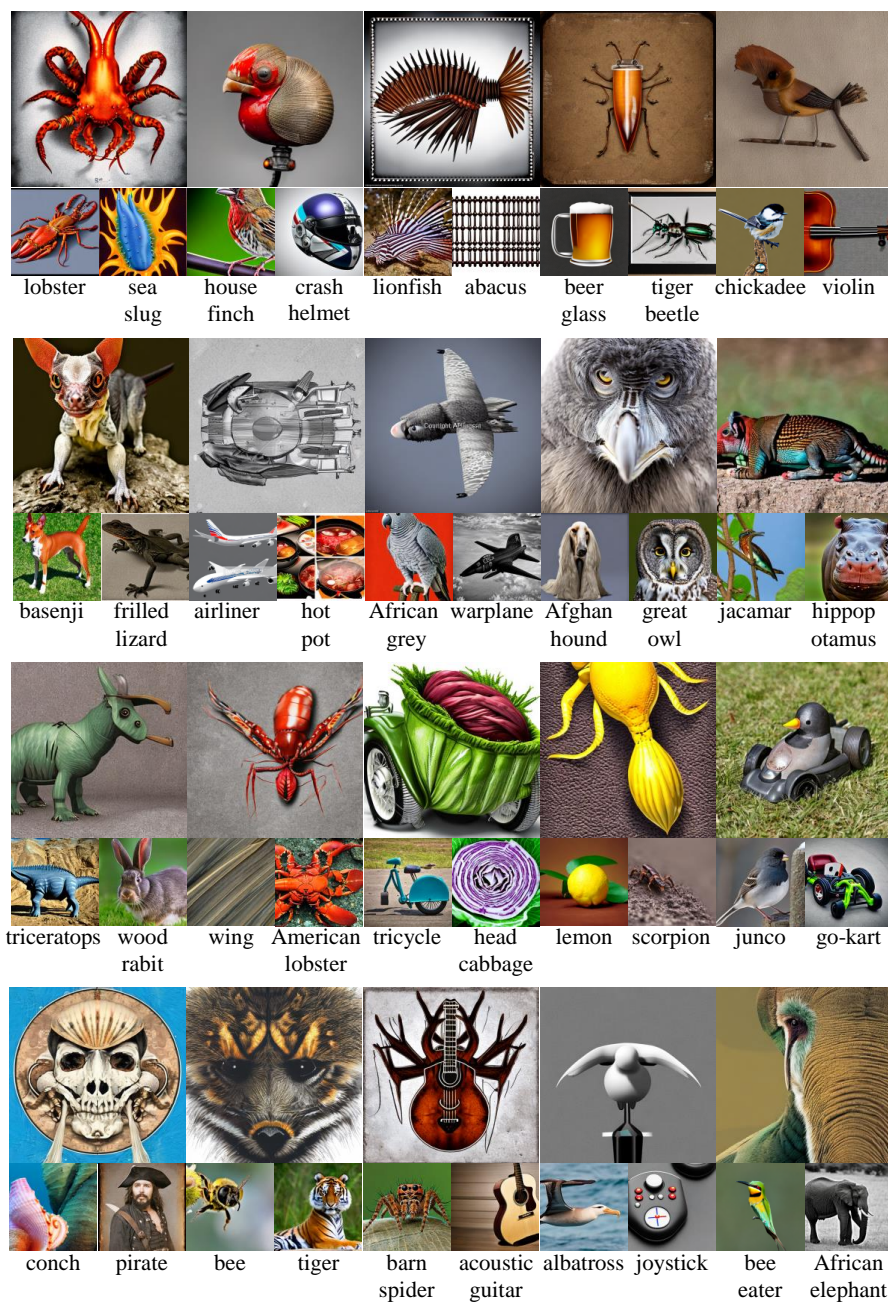 lobster sea house crash lionfish abacus beer tiger chickadee violin
slug finch helmet glass beetle
basenji frilled airliner hot African warplane Afghan great jacamar hippop
lizard pot grey hound owl otamus
triceratops wood wing American tricycle head lemon scorpion junco go-kart
rabit lobster cabbage
conch pirate bee tiger barn acoustic albatross joystick bee African
spider guitar eater elephant